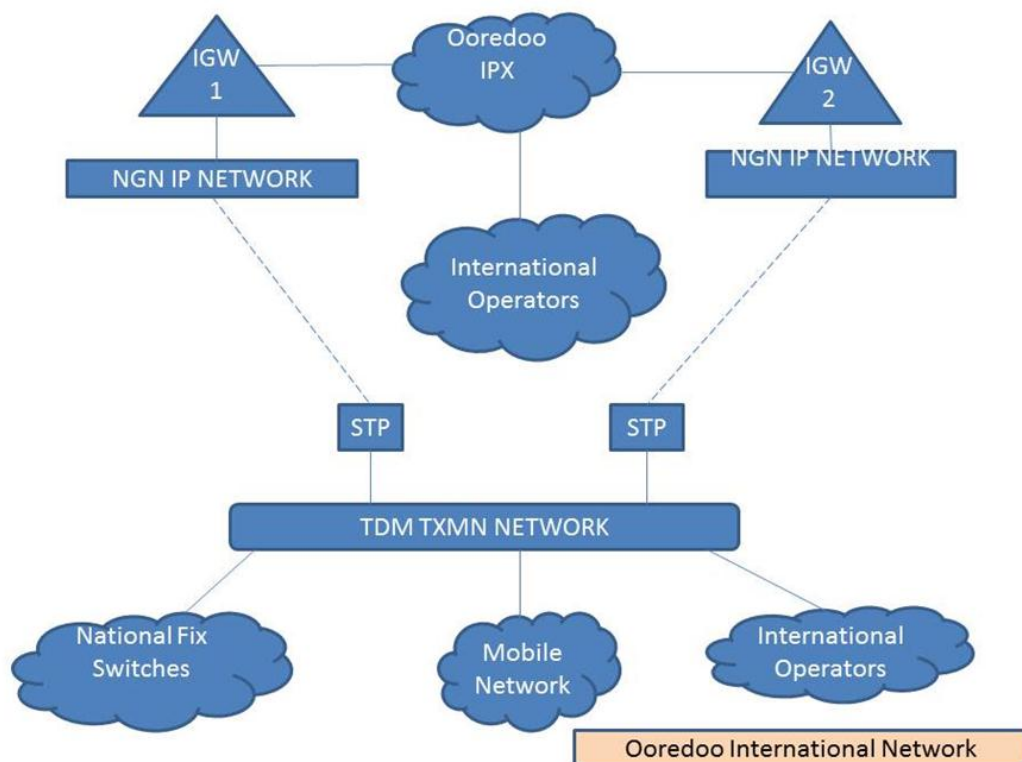 IGW
1
Ooredoo
IPX
IGW
2
NGN IP NETWORK
NGN IP NETWORK
International
Operators
STP
STP
TDM TXMN NETWORK
National Fix
Switches
Mobile
Network
International
Operators
Ooredoo International Network